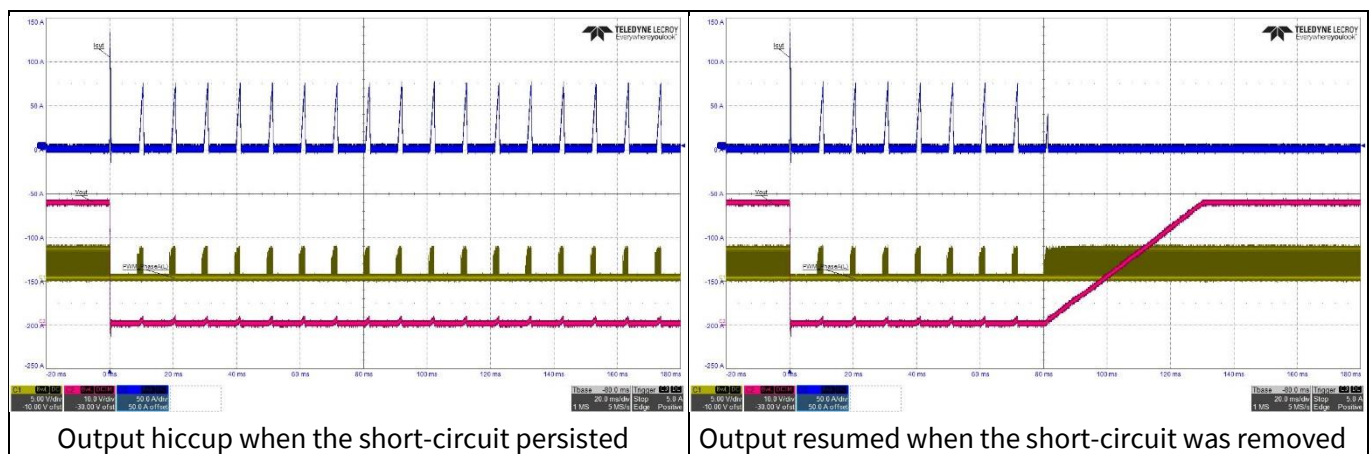 150 A
TELEDYNE LECROY
Everywhereyoulook
Iout
100 A
50 A
0 A
-50 A
Vout
-100 A
-150 A
-200 A
-250 A
-20 ms 0 ms 20 ms 40 ms 60 ms 80 ms 100 ms 120 ms 140 ms 160 ms 180 ms
C1 BwL DC C2
5.00 V/div 10.0 V/div 50.0 A/div
-10.00 V ofst -30.00 V ofst 50.0 A offset
Tbase -80.0 ms Trigger
20.0 ms/div Stop 5.0 A
1 MS 5 MS/s Edge Positive
Output hiccup when the short-circuit persisted
150 A
TELEDYNE LECROY
Everywhereyoulook
Iout
100 A
50 A
0 A
-50 A
Vout
-100 A
-150 A
-200 A
-250 A
-20 ms 0 ms 20 ms 40 ms 60 ms 80 ms 100 ms 120 ms 140 ms 160 ms 180 ms
C1 BwL DC C2
5.00 V/div 10.0 V/div 50.0 A/div
-10.00 V ofst -30.00 V ofst 50.0 A offset
Tbase -80.0 ms Trigger
20.0 ms/div Stop 5.0 A
1 MS 5 MS/s Edge Positive
Output resumed when the short-circuit was removed